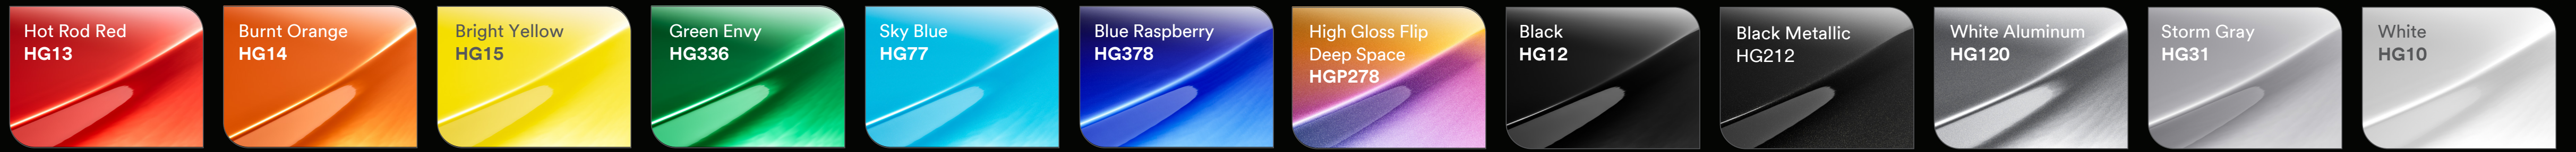 Hot Rod Red
HG13
Burnt Orange
HG14
Bright Yellow
HG15
Green Envy
HG336
Sky Blue
HG77
Blue Raspberry
HG378
High Gloss Flip
Deep Space
HGP278
Black
HG12
Black Metallic
HG212
White Aluminum
HG120
Storm Gray
HG31
White
HG10